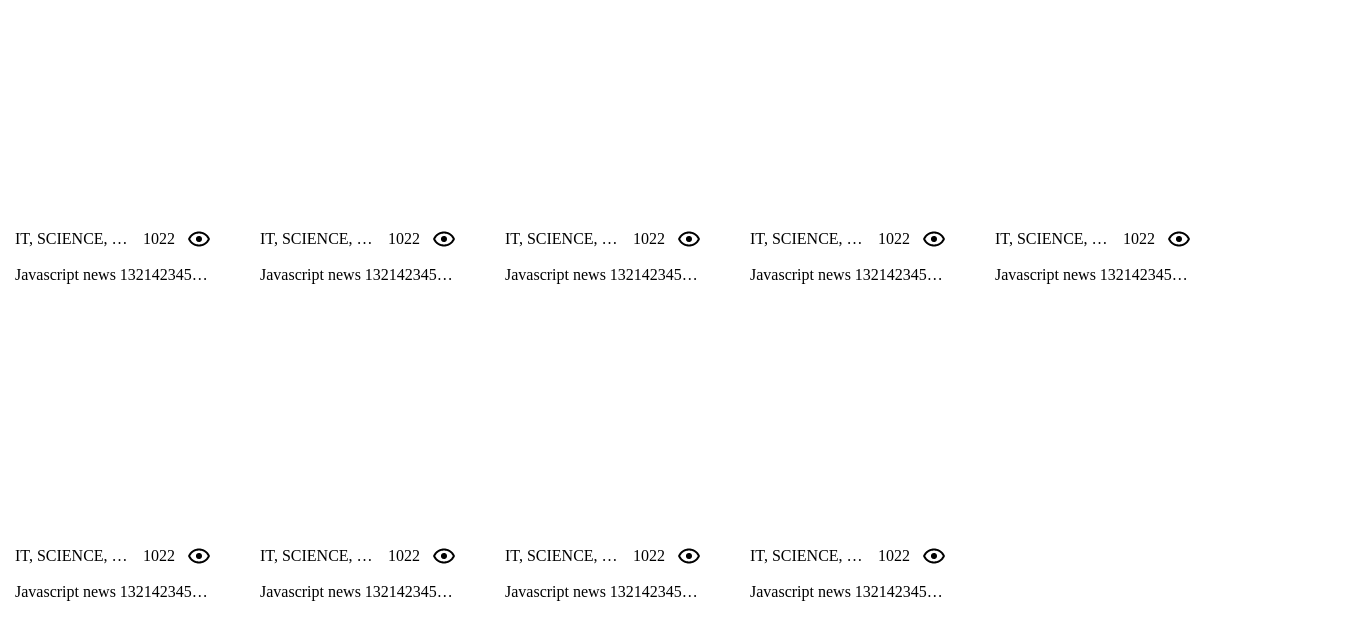 IT, SCIENCE, … 1022
Javascript news 132142345…
IT, SCIENCE, … 1022
Javascript news 132142345…
IT, SCIENCE, … 1022
Javascript news 132142345…
IT, SCIENCE, … 1022
Javascript news 132142345…
IT, SCIENCE, … 1022
Javascript news 132142345…
IT, SCIENCE, … 1022
Javascript news 132142345…
IT, SCIENCE, … 1022
Javascript news 132142345…
IT, SCIENCE, … 1022
Javascript news 132142345…
IT, SCIENCE, … 1022
Javascript news 132142345…